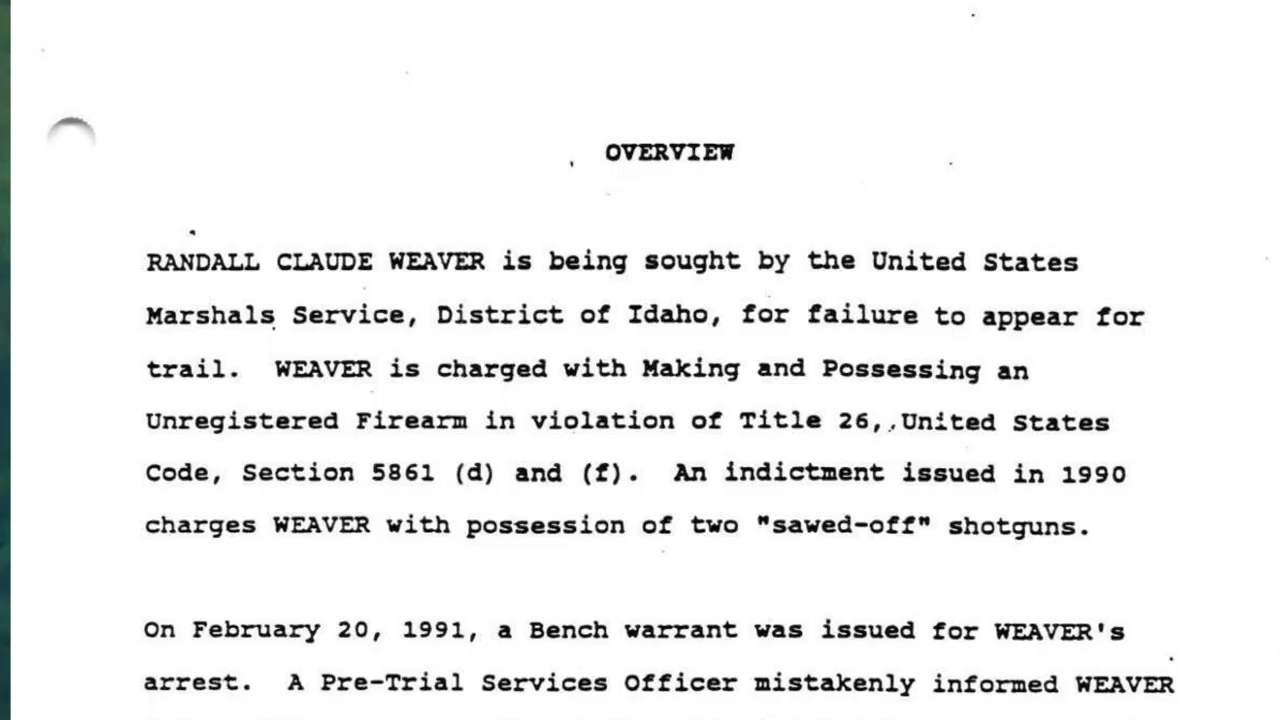 OVERVIEW
RANDALL CLAUDE WEAVER is being sought by the United States
Marshals Service, District of Idaho, for failure to appear for
trail. WEAVER is charged with Making and Possessing an
Unregistered Firearm in violation of Title 26, United States
Code, Section 5861 (d) and (f). An indictment issued in 1990
charges WEAVER with possession of two "sawed-off" shotguns.
On February 20, 1991, a Bench warrant was issued for WEAVER's
arrest. A Pre-Trial Services Officer mistakenly informed WEAVER